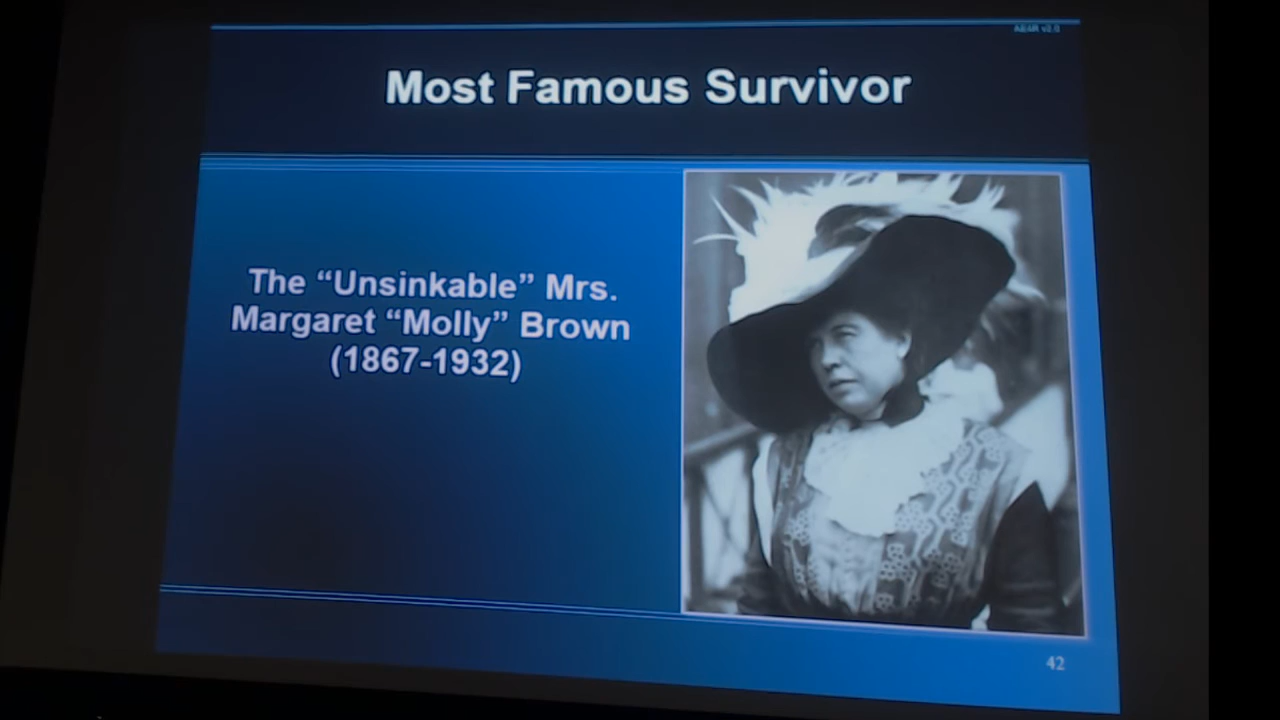 Most Famous Survivor
The “Unsinkable” Mrs.
Margaret “Molly” Brown
(1867-1932)
42